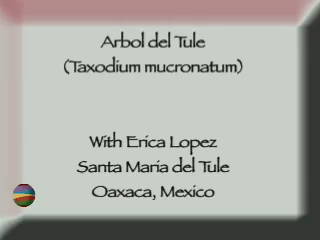 Arbol del Tule
(Taxodium mucronatum)
With Erica Lopez
Santa Maria del Tule
Oaxaca, Mexico